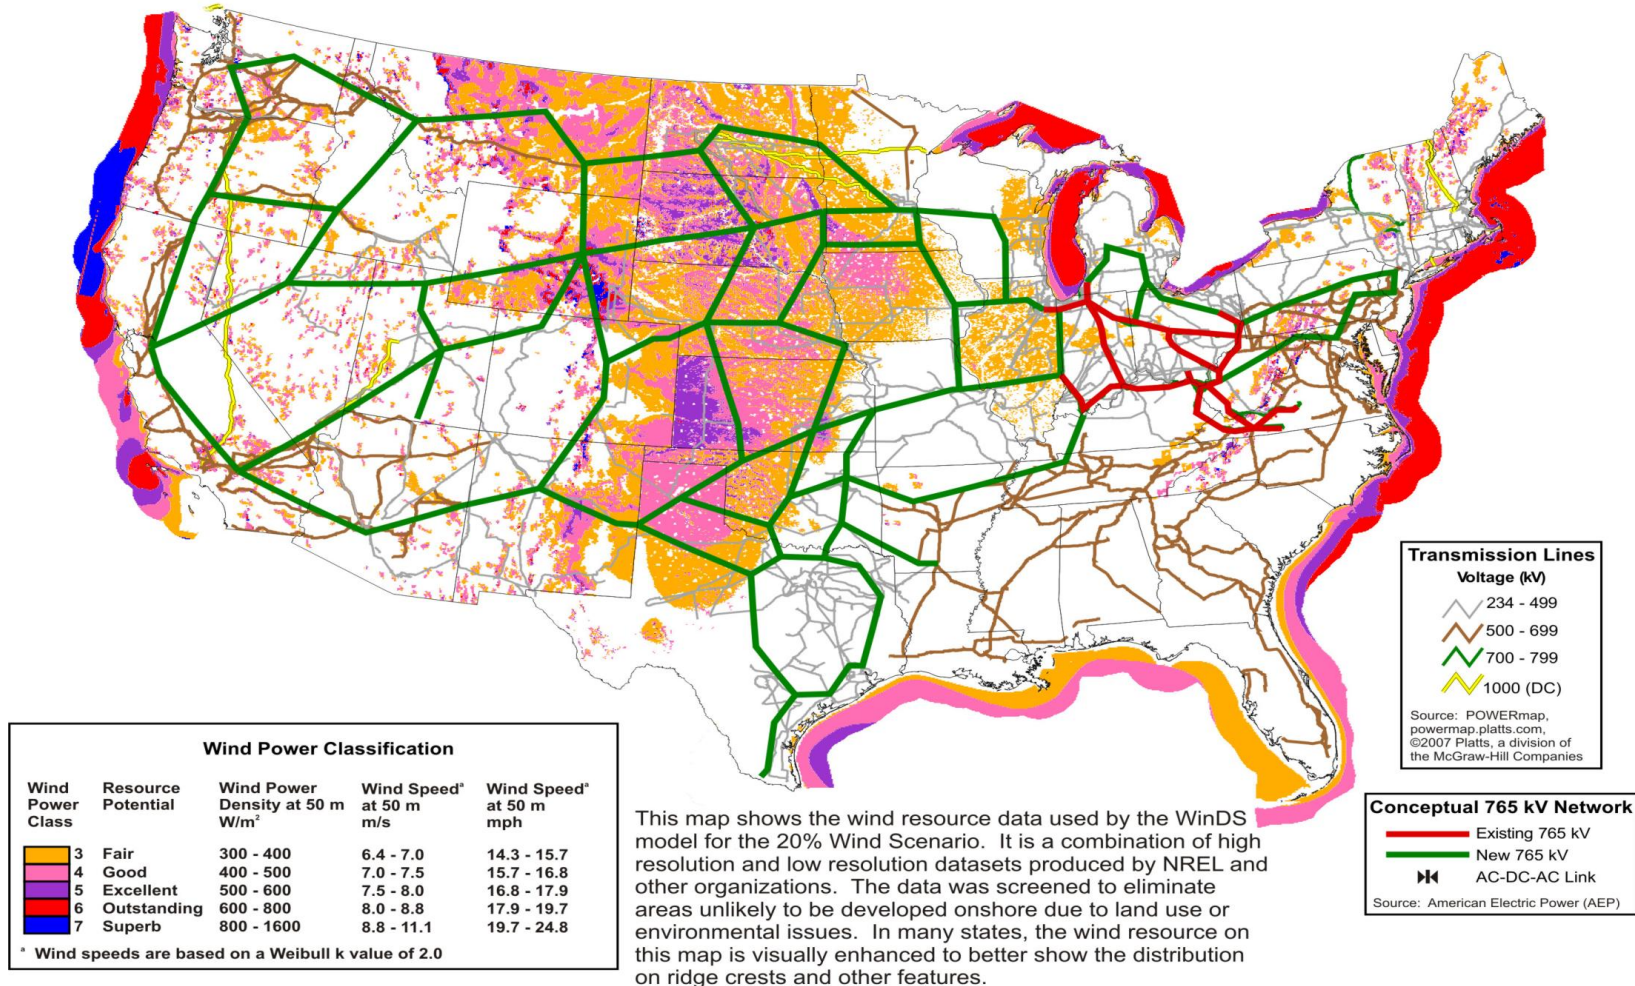 Transmission Lines
Voltage (kV)
234 - 499
500 - 699
700 - 799
1000 (DC)
Source: POWERmap,
powermap.platts.com,
©2007 Platts, a division of
the McGraw-Hill Companies
Wind Power Classification
Wind Power Class Resource Potential Wind Power Density at 50 m W/m² Wind Speedᵃ at 50 m m/s Wind Speedᵃ at 50 m mph
3 Fair 300 - 400 6.4 - 7.0 14.3 - 15.7
4 Good 400 - 500 7.0 - 7.5 15.7 - 16.8
5 Excellent 500 - 600 7.5 - 8.0 16.8 - 17.9
6 Outstanding 600 - 800 8.0 - 8.8 17.9 - 19.7
7 Superb 800 - 1600 8.8 - 11.1 19.7 - 24.8
ᵃ Wind speeds are based on a Weibull k value of 2.0
This map shows the wind resource data used by the WinDS
model for the 20% Wind Scenario. It is a combination of high
resolution and low resolution datasets produced by NREL and
other organizations. The data was screened to eliminate
areas unlikely to be developed onshore due to land use or
environmental issues. In many states, the wind resource on
this map is visually enhanced to better show the distribution
on ridge crests and other features.
Conceptual 765 kV Network
Existing 765 kV
New 765 kV
AC-DC-AC Link
Source: American Electric Power (AEP)